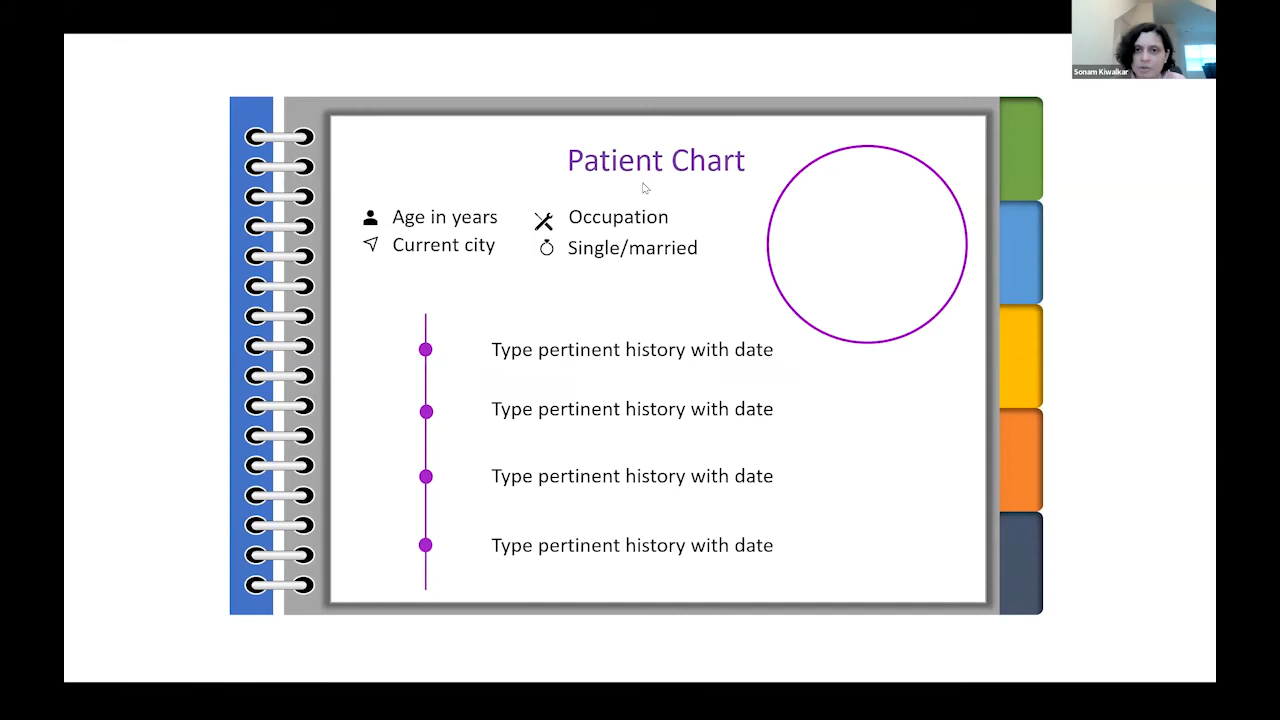 Sonam Kiwalkar
Patient Chart
Age in years
Occupation
Current city
Single/married
Type pertinent history with date
Type pertinent history with date
Type pertinent history with date
Type pertinent history with date